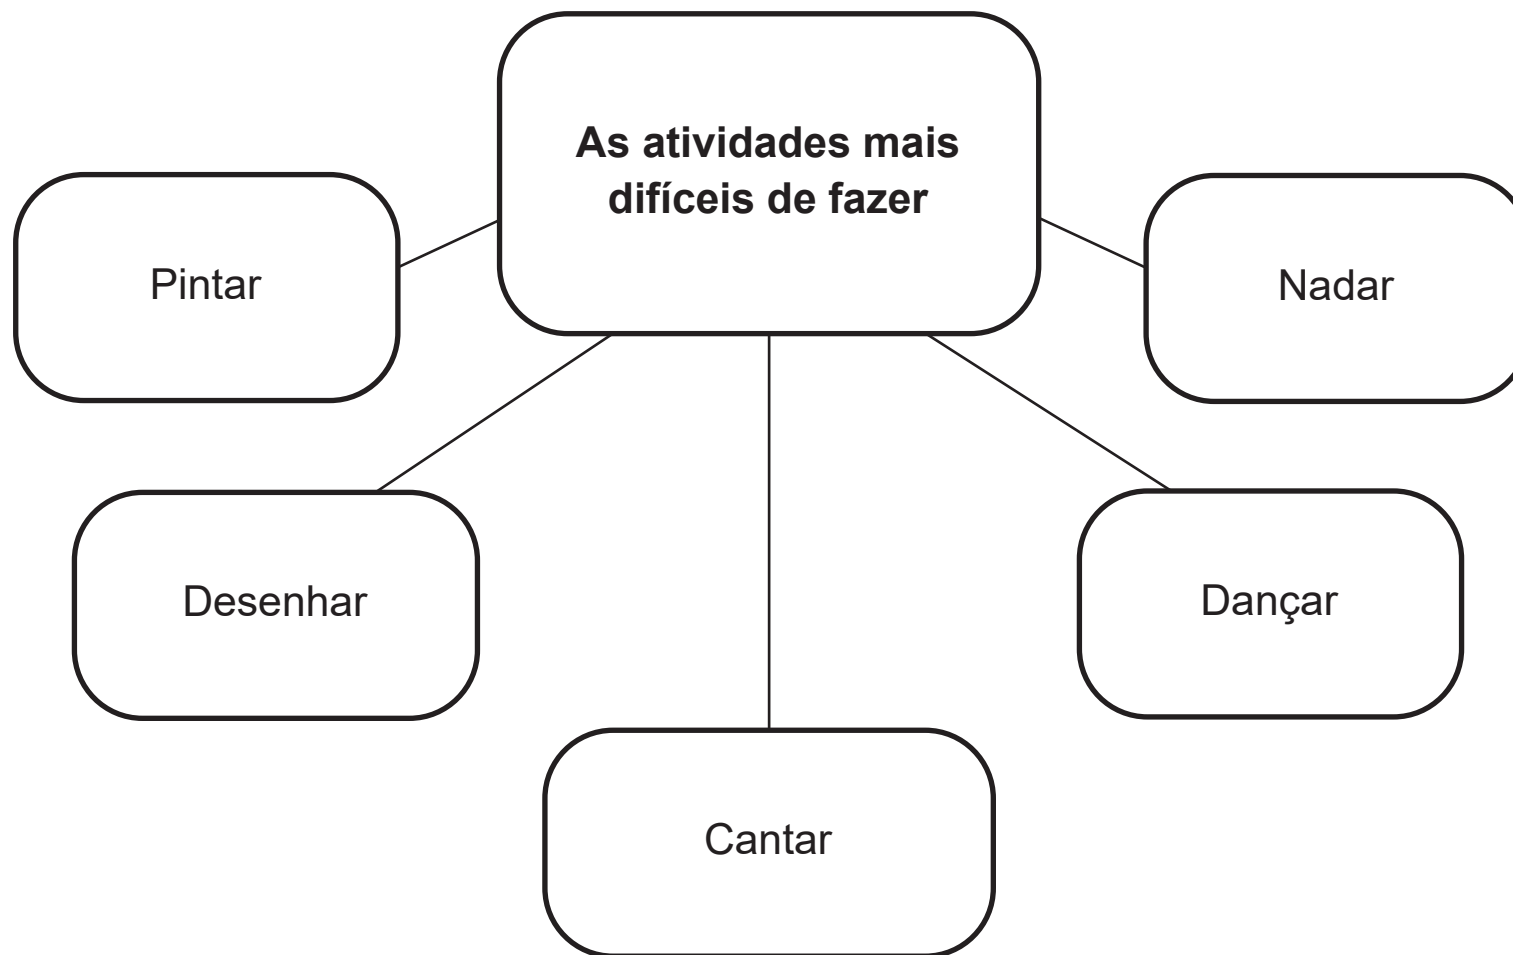 As atividades mais
difíceis de fazer
Pintar
Nadar
Desenhar
Dançar
Cantar